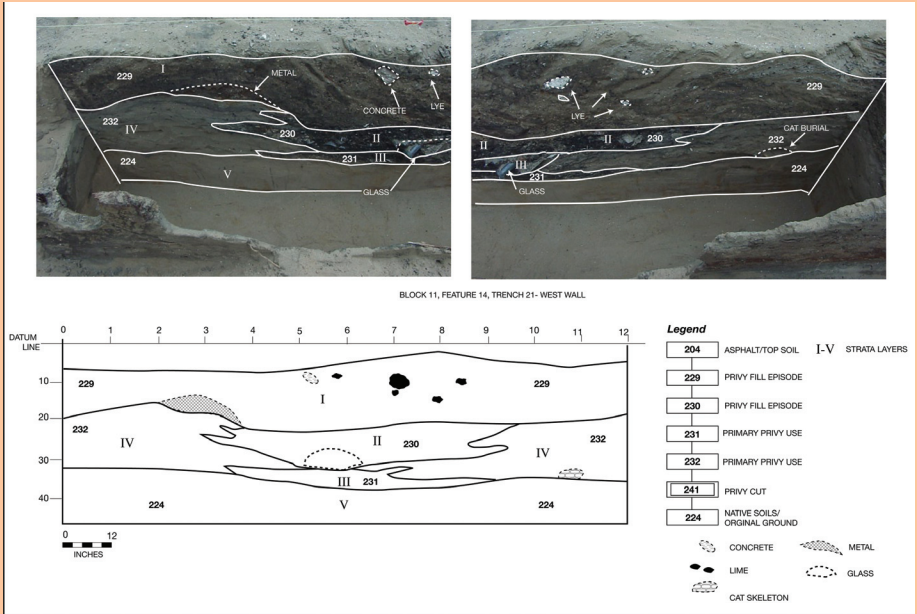 229
I
METAL
232
IV
CONCRETE
LYE
230
II
224
231
III
V
GLASS
229
LYE
II
II
230
232
CAT BURIAL
III
224
231
GLASS
BLOCK 11, FEATURE 14, TRENCH 21- WEST WALL
0 1 2 3 4 5 6 7 8 9 10 11 12
DATUM
LINE
10
20
30
40
229
I
229
232
IV
II
230
IV
232
III
231
224
V
224
0 12
INCHES
Legend
204 ASPHALT/TOP SOIL I-V STRATA LAYERS
229 PRIVY FILL EPISODE
230 PRIVY FILL EPISODE
231 PRIMARY PRIVY USE
232 PRIMARY PRIVY USE
241 PRIVY CUT
224 NATIVE SOILS/
ORGINAL GROUND
CONCRETE METAL
LIME GLASS
CAT SKELETON